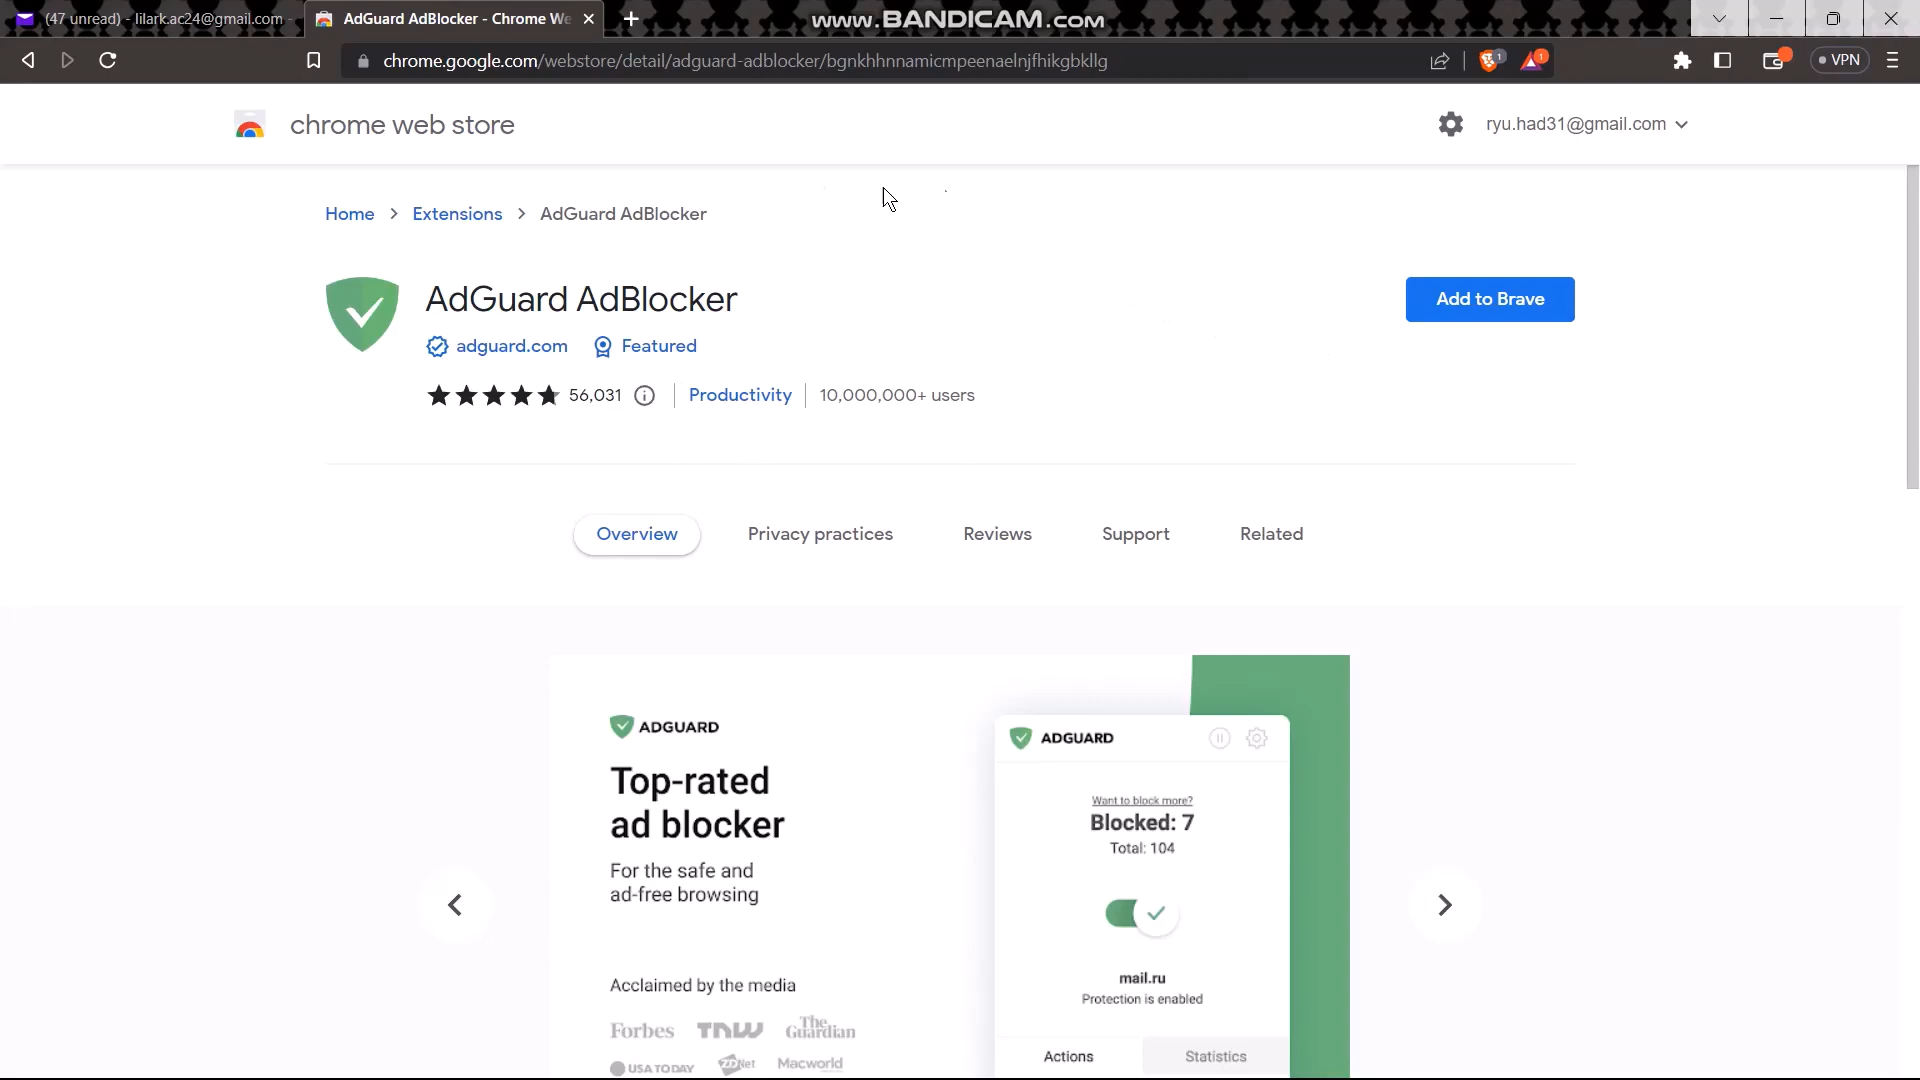 (47 unread) - lilark.ac24@gmail.com -
AdGuard AdBlocker - Chrome We
www.BANDICAM.com
chrome.google.com/webstore/detail/adguard-adblocker/bgnkhhnnamicmpeenaelnjfhikgbkllg
1
1
VPN
chrome web store
ryu.had31@gmail.com
Home > Extensions > AdGuard AdBlocker
AdGuard AdBlocker
Add to Brave
adguard.com
Featured
56,031
Productivity
10,000,000+ users
Overview
Privacy practices
Reviews
Support
Related
ADGUARD
Top-rated
ad blocker
For the safe and
ad-free browsing
Acclaimed by the media
Forbes
TNW
The Guardian
USA TODAY
ZDNet
Macworld
ADGUARD
Want to block more?
Blocked: 7
Total: 104
mail.ru
Protection is enabled
Actions
Statistics